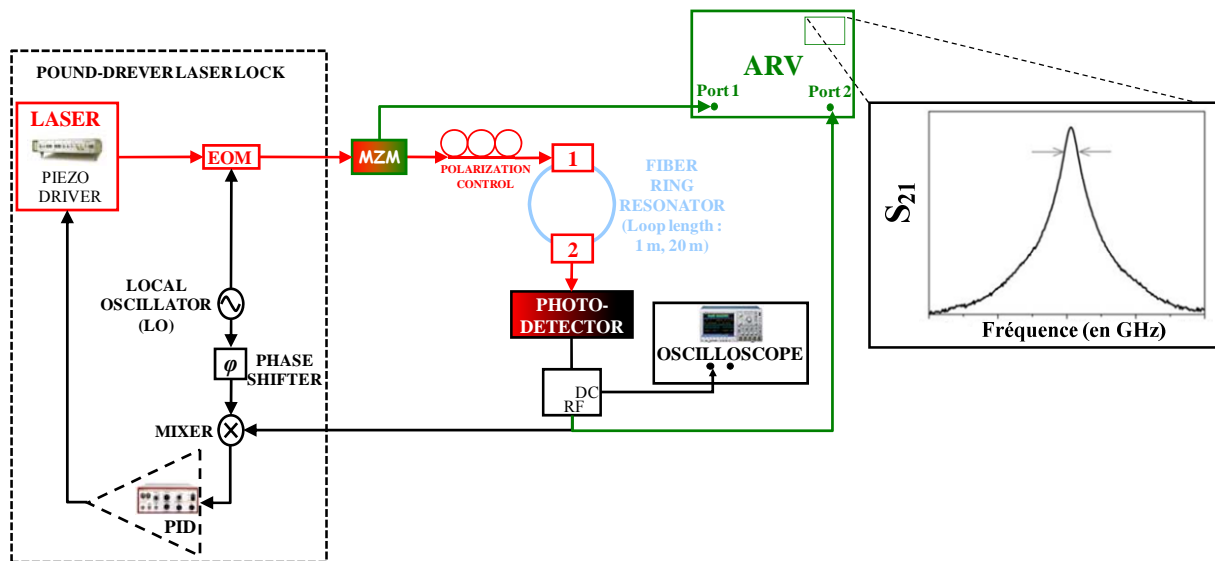 POUND-DREVER LASER LOCK
LASER
PIEZO
DRIVER
EOM
LOCAL
OSCILLATOR
(LO)
φ
PHASE
SHIFTER
MIXER
PID
MZM
POLARIZATION
CONTROL
1
2
FIBER
RING
RESONATOR
(Loop length :
1 m, 20 m)
PHOTO-
DETECTOR
DC
RF
OSCILLOSCOPE
ARV
Port 1
Port 2
S21
Fréquence (en GHz)